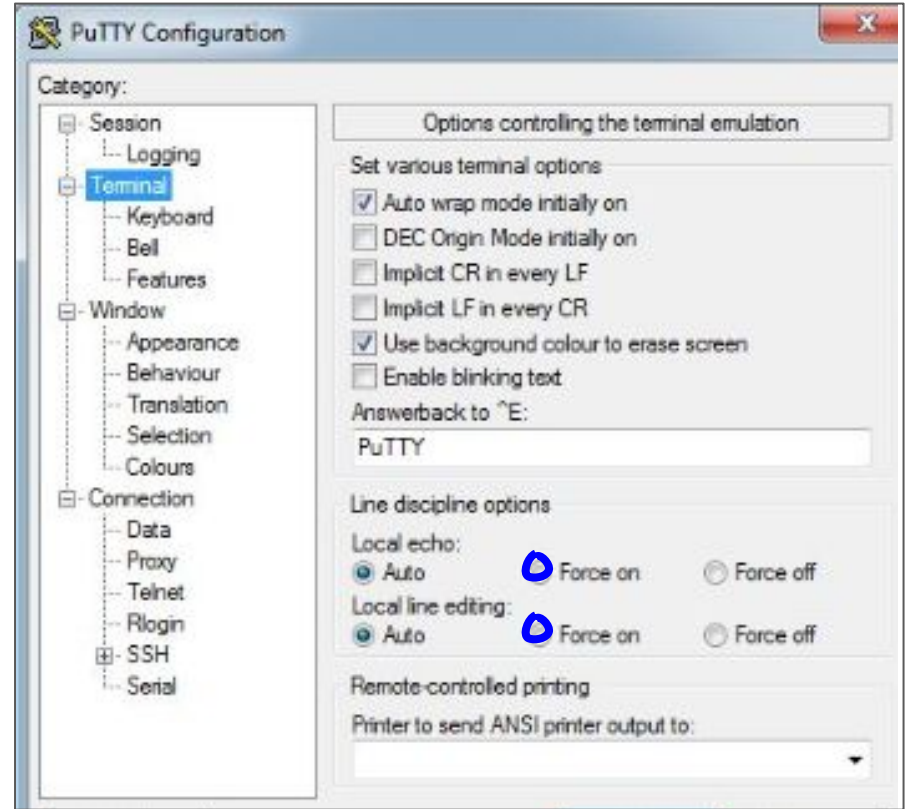 PuTTY Configuration
Category:
Session
Logging
Terminal
Keyboard
Bell
Features
Window
Appearance
Behaviour
Translation
Selection
Colours
Connection
Data
Proxy
Telnet
Rlogin
SSH
Serial
Options controlling the terminal emulation
Set various terminal options
Auto wrap mode initially on
DEC Origin Mode initially on
Implicit CR in every LF
Implicit LF in every CR
Use background colour to erase screen
Enable blinking text
Answerback to ^E:
PuTTY
Line discipline options
Local echo:
Auto Force on Force off
Local line editing:
Auto Force on Force off
Remote-controlled printing
Printer to send ANSI printer output to: